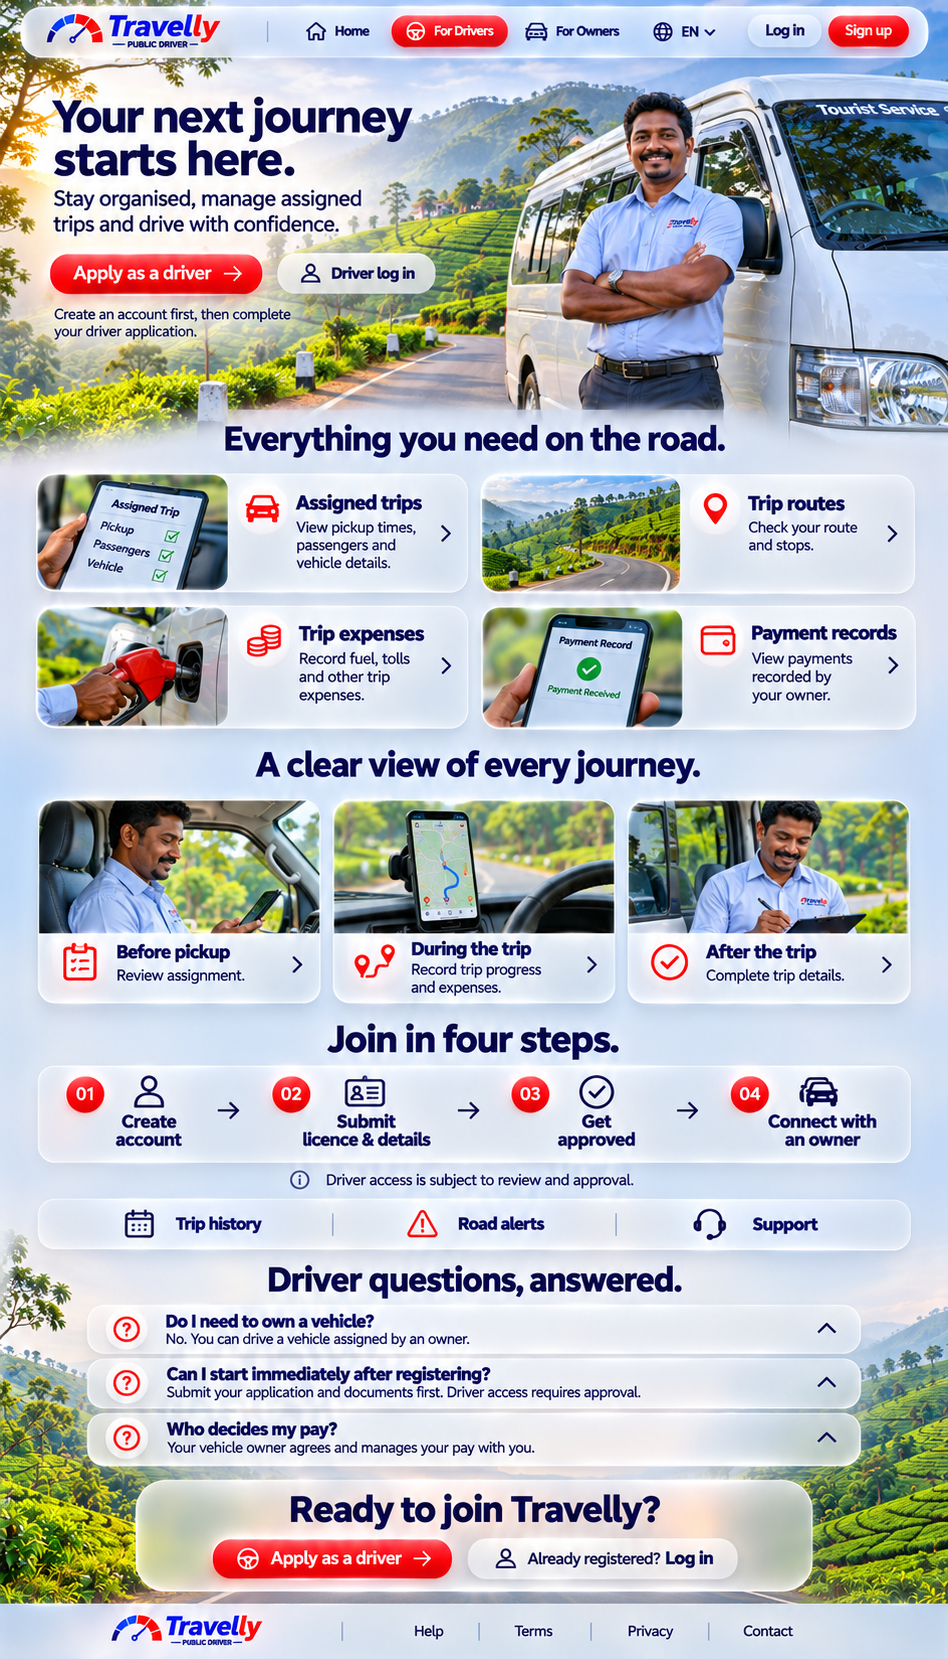 Travelly
PUBLIC DRIVER
Home
For Drivers
For Owners
EN
Log in
Sign up
Your next journey
starts here.
Stay organised, manage assigned
trips and drive with confidence.
Apply as a driver
Driver log in
Create an account first, then complete
your driver application.
Tourist Service
Travelly
Everything you need on the road.
Assigned Trip
Pickup
Passengers
Vehicle
Assigned trips
View pickup times,
passengers and
vehicle details.
Trip routes
Check your route
and stops.
Trip expenses
Record fuel, tolls
and other trip
expenses.
Payment Record
Payment Received
Payment records
View payments
recorded by
your owner.
A clear view of every journey.
Travelly
Before pickup
Review assignment.
During the trip
Record trip progress
and expenses.
After the trip
Complete trip details.
Join in four steps.
01
Create
account
02
Submit
licence & details
03
Get
approved
04
Connect with
an owner
Driver access is subject to review and approval.
Trip history
Road alerts
Support
Driver questions, answered.
Do I need to own a vehicle?
No. You can drive a vehicle assigned by an owner.
Can I start immediately after registering?
Submit your application and documents first. Driver access requires approval.
Who decides my pay?
Your vehicle owner agrees and manages your pay with you.
Ready to join Travelly?
Apply as a driver
Already registered? Log in
Travelly
PUBLIC DRIVER
Help
Terms
Privacy
Contact